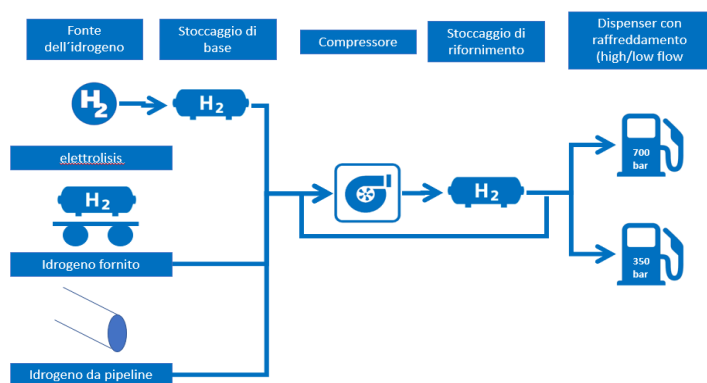 Fonte
dell´idrogeno
Stoccaggio di
base
Compressore
Stoccaggio di
rifornimento
Dispenser con
raffreddamento
(high/low flow
H2
H2
elettrolisis
H2
Idrogeno fornito
Idrogeno da pipeline
H2
700
bar
350
bar